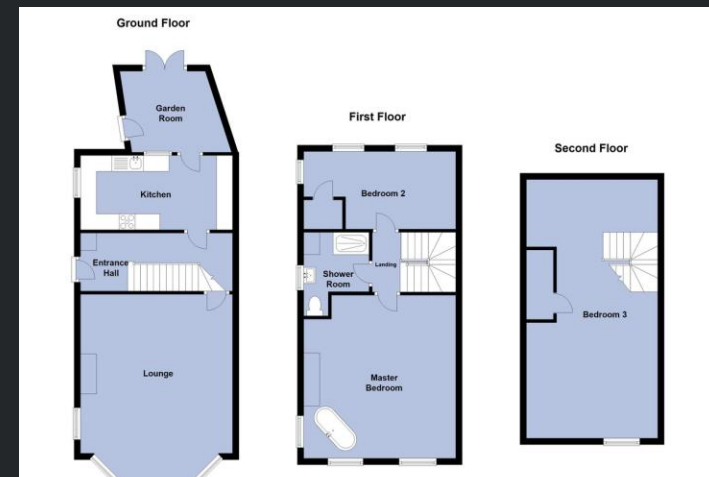 Ground Floor
Garden
Room
Kitchen
Entrance
Hall
Lounge
First Floor
Bedroom 2
Landing
Shower
Room
Master
Bedroom
Second Floor
Bedroom 3